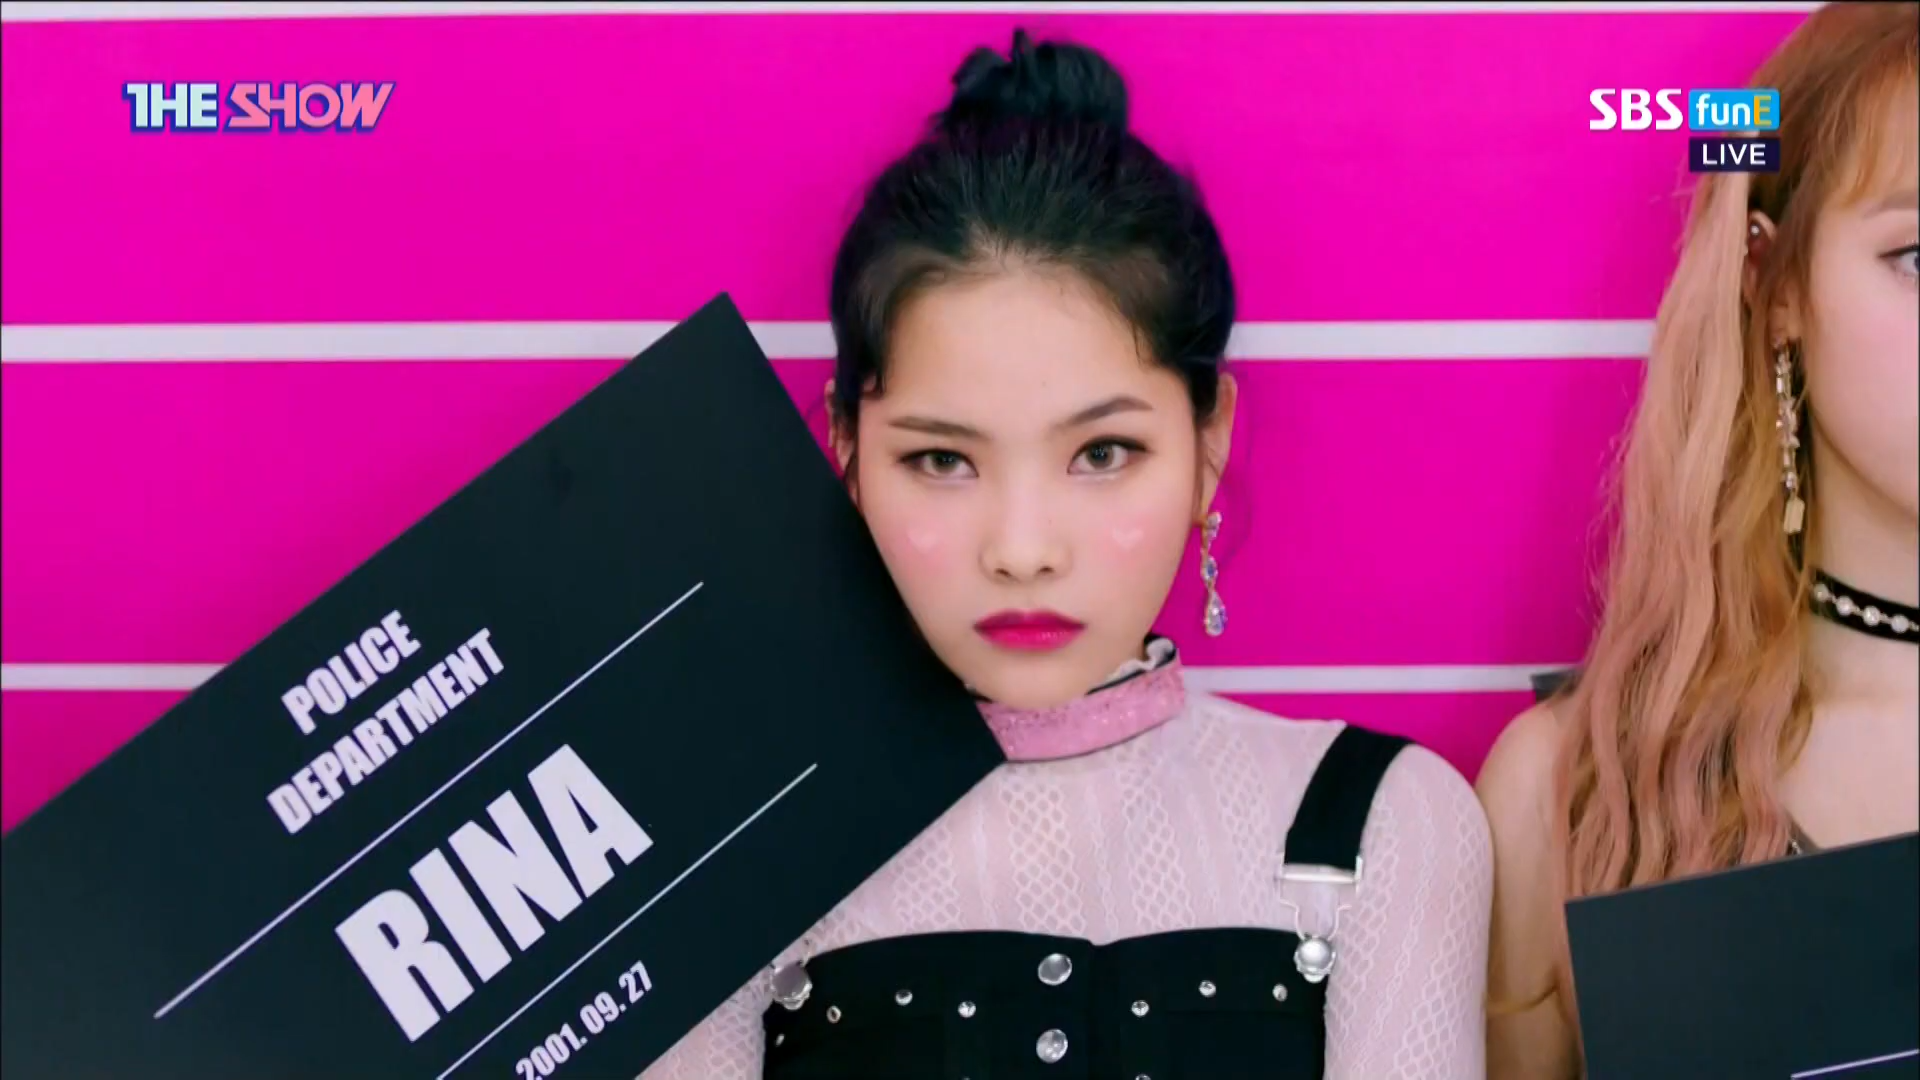 THE SHOW
SBS funE
LIVE
POLICE
DEPARTMENT
RINA
2001.09.27